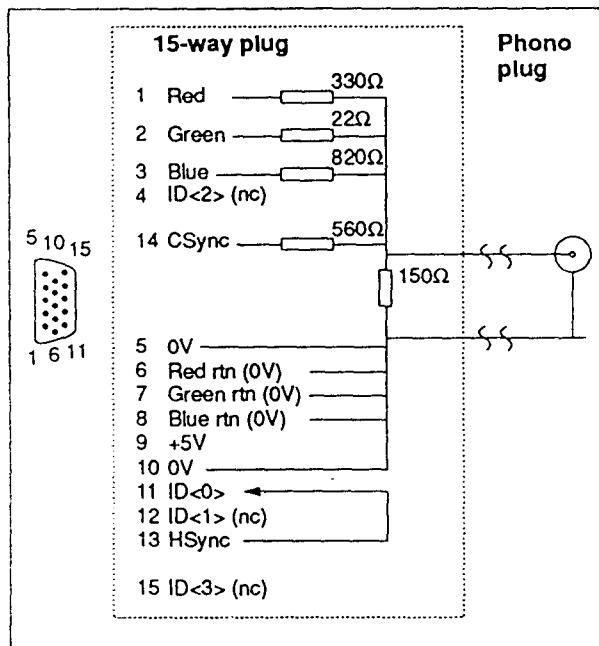 15-way plug
Phono
plug
330Ω
1 Red
22Ω
2 Green
820Ω
3 Blue
4 ID<2> (nc)
560Ω
14 CSync
5 10 15
150Ω
1 6 11
5 0V
6 Red rtn (0V)
7 Green rtn (0V)
8 Blue rtn (0V)
9 +5V
10 0V
11 ID<0>
12 ID<1> (nc)
13 HSync
15 ID<3> (nc)